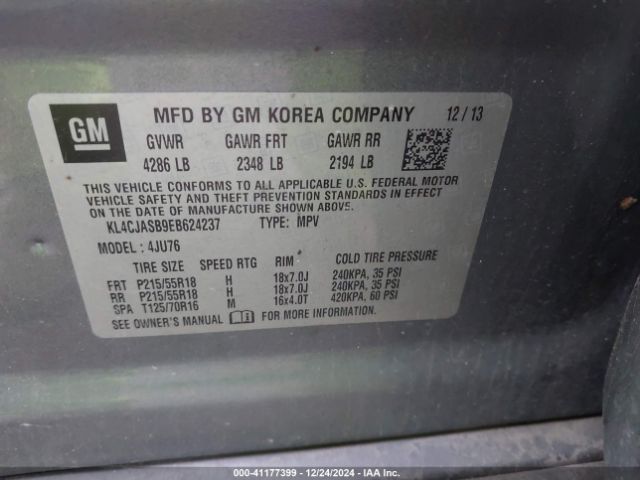 GM
MFD BY GM KOREA COMPANY 12 / 13
GVWR GAWR FRT GAWR RR
4286 LB 2348 LB 2194 LB
THIS VEHICLE CONFORMS TO ALL APPLICABLE U.S. FEDERAL MOTOR
VEHICLE SAFETY AND THEFT PREVENTION STANDARDS IN EFFECT
ON THE DATE OF MANUFACTURE SHOWN ABOVE.
KL4CJASB9EB624237 TYPE: MPV
MODEL : 4JU76
TIRE SIZE SPEED RTG RIM COLD TIRE PRESSURE
FRT P215/55R18 H 18x7.0J 240KPA, 35 PSI
RR P215/55R18 H 18x7.0J 240KPA, 35 PSI
SPA T125/70R16 M 16x4.0T 420KPA, 60 PSI
SEE OWNER'S MANUAL FOR MORE INFORMATION.
000-41177399 - 12/24/2024 - IAA Inc.